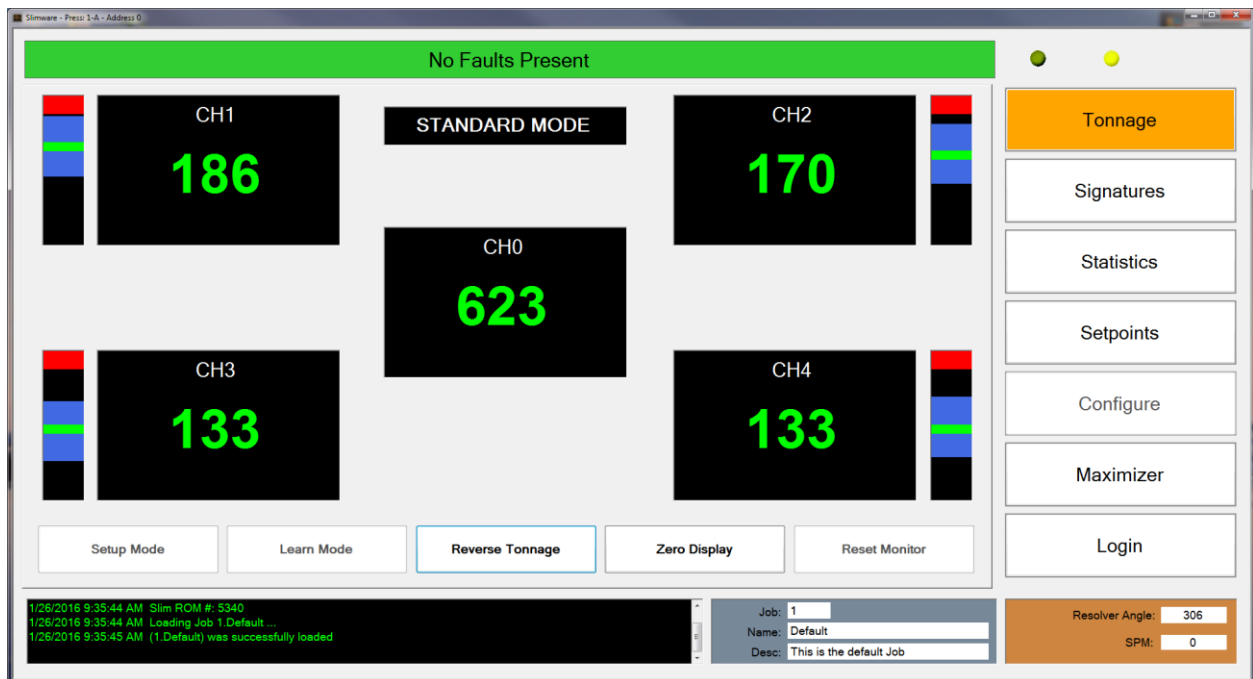 Slimware - Press: 1-A - Address 0
No Faults Present
CH1
186
STANDARD MODE
CH2
170
CH0
623
CH3
133
CH4
133
Setup Mode
Learn Mode
Reverse Tonnage
Zero Display
Reset Monitor
Tonnage
Signatures
Statistics
Setpoints
Configure
Maximizer
Login
1/26/2016 9:35:44 AM Slim ROM #: 5340
1/26/2016 9:35:44 AM Loading Job 1.Default ...
1/26/2016 9:35:45 AM (1.Default) was successfully loaded
Job: 1
Name: Default
Desc: This is the default Job
Resolver Angle: 306
SPM: 0